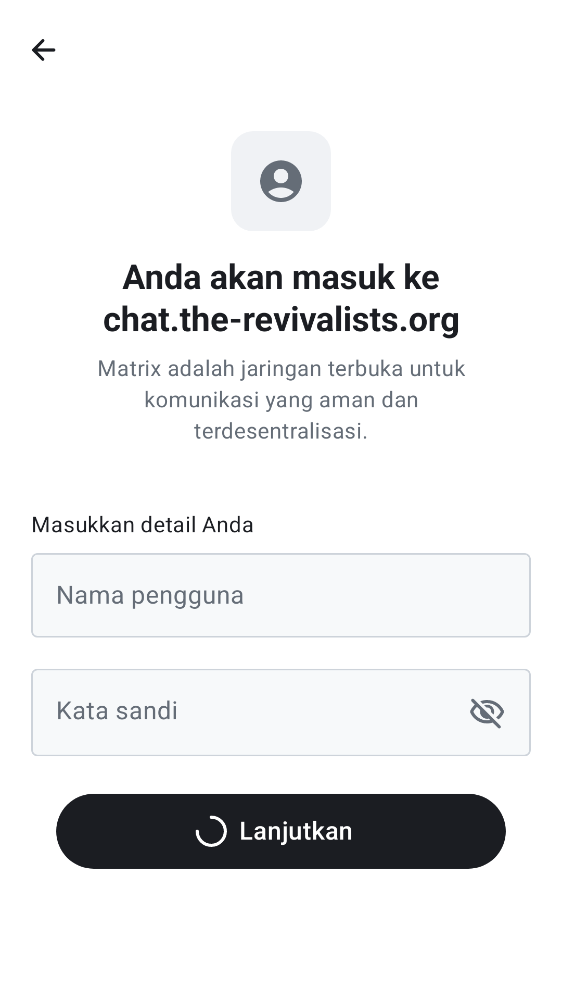 Anda akan masuk ke
chat.the-revivalists.org
Matrix adalah jaringan terbuka untuk
komunikasi yang aman dan
terdesentralisasi.
Masukkan detail Anda
Nama pengguna
Kata sandi
Lanjutkan